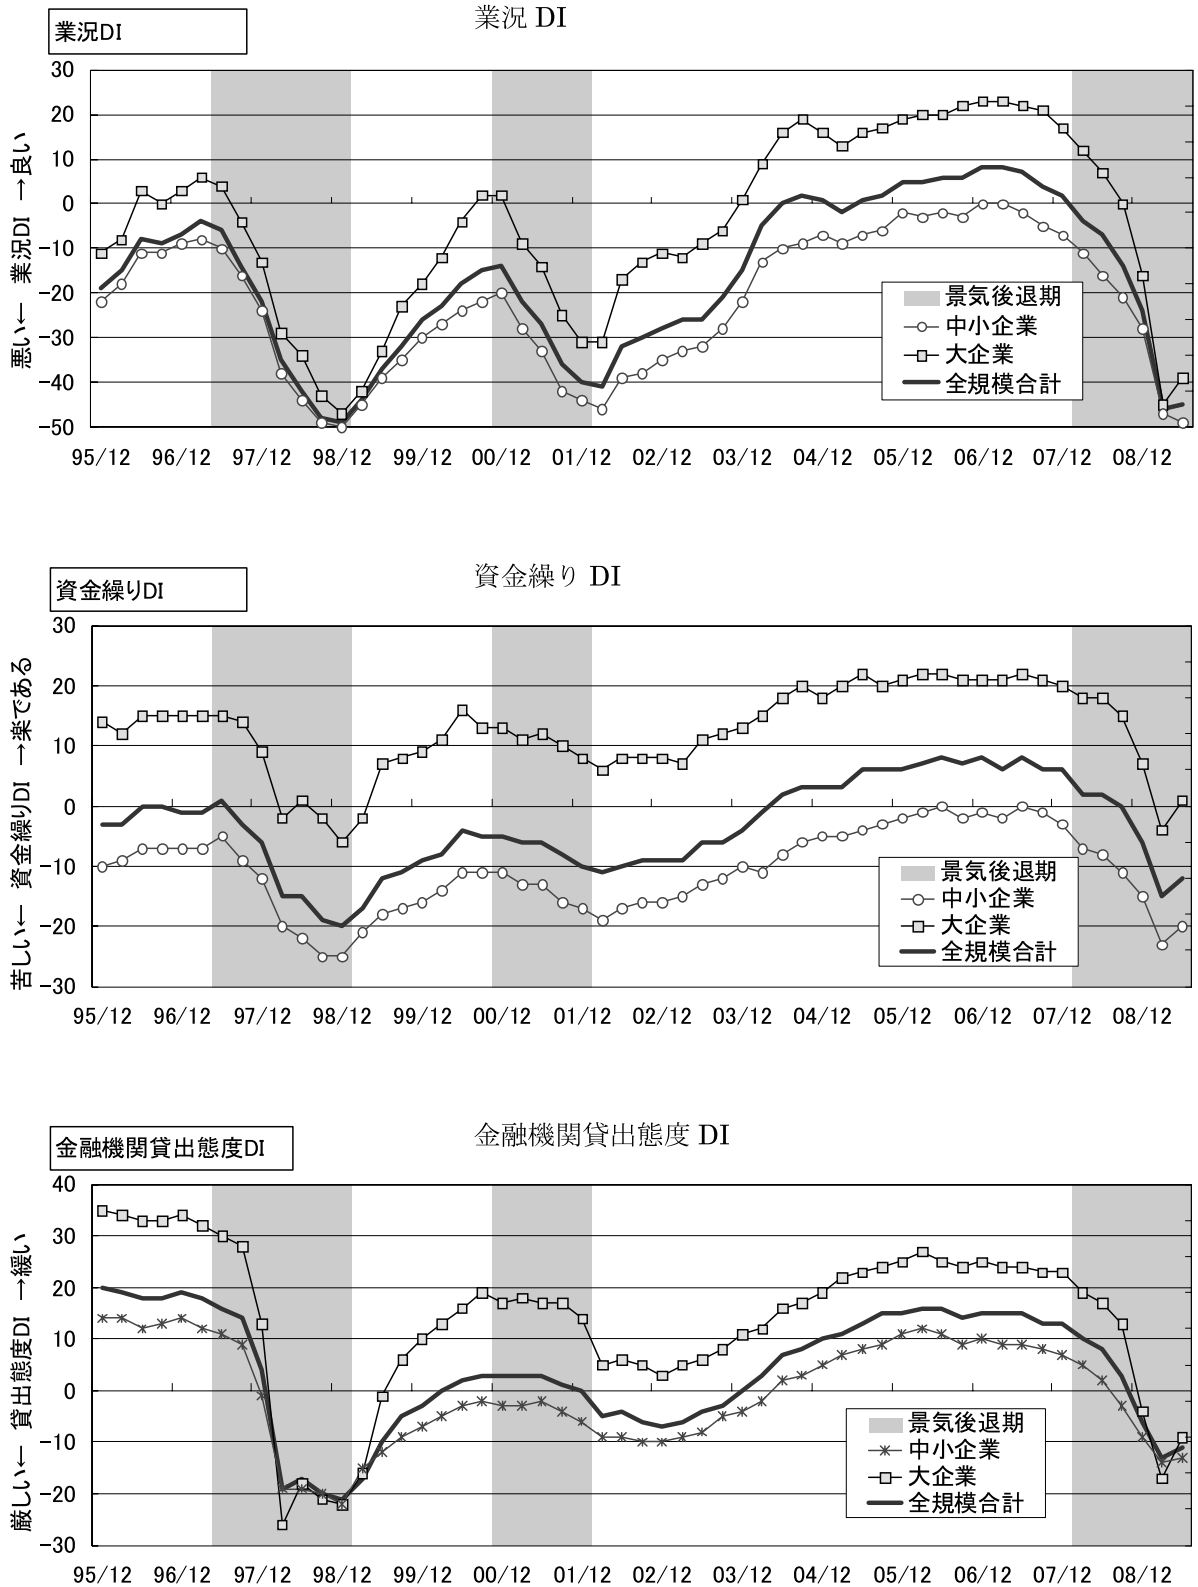 業況 DI
業況DI
悪い← 業況DI →良い
30
20
10
0
-10
-20
-30
-40
-50
景気後退期
中小企業
大企業
全規模合計
95/12 96/12 97/12 98/12 99/12 00/12 01/12 02/12 03/12 04/12 05/12 06/12 07/12 08/12
資金繰り DI
資金繰りDI
苦しい← 資金繰りDI →楽である
30
20
10
0
-10
-20
-30
景気後退期
中小企業
大企業
全規模合計
95/12 96/12 97/12 98/12 99/12 00/12 01/12 02/12 03/12 04/12 05/12 06/12 07/12 08/12
金融機関貸出態度 DI
金融機関貸出態度DI
厳しい← 貸出態度DI →緩い
40
30
20
10
0
-10
-20
-30
景気後退期
中小企業
大企業
全規模合計
95/12 96/12 97/12 98/12 99/12 00/12 01/12 02/12 03/12 04/12 05/12 06/12 07/12 08/12